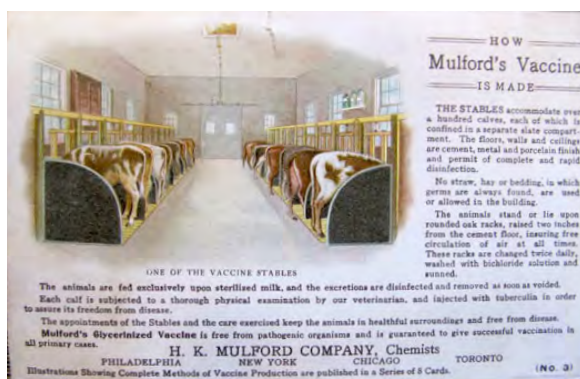 HOW
Mulford's Vaccine
IS MADE
THE STABLES accommodate over
a hundred calves, each of which is
confined in a separate slate compart-
ment. The floors, walls and ceilings
are cement, metal and porcelain finish
and permit of complete and rapid
disinfection.
No straw, hay or bedding, in which
germs are always found, are used
or allowed in the building.
The animals stand or lie upon
rounded oak racks, raised two inches
from the cement floor, insuring free
circulation of air at all times.
These racks are changed twice daily,
washed with bichloride solution and
sunned.
ONE OF THE VACCINE STABLES
The animals are fed exclusively upon sterilised milk, and the excretions are disinfected and removed as soon as voided.
Each calf is subjected to a thorough physical examination by our veterinarian, and injected with tuberculin in order
to assure its freedom from disease.
The appointments of the Stables and the care exercised keep the animals in healthful surroundings and free from disease.
Mulford's Glycerinized Vaccine is free from pathogenic organisms and is guaranteed to give successful vaccination in
all primary cases.
H. K. MULFORD COMPANY, Chemists
PHILADELPHIA NEW YORK CHICAGO TORONTO
Illustrations Showing Complete Methods of Vaccine Production are published in a Series of 8 Cards. (No. 3)